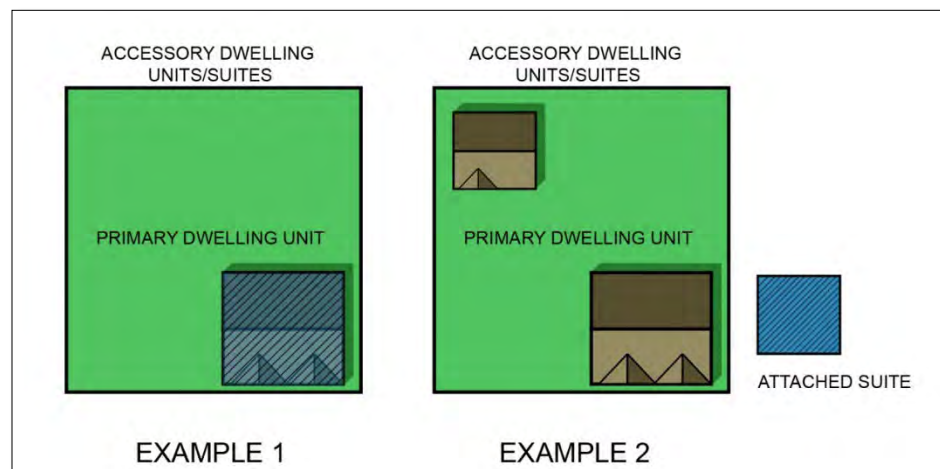 ACCESSORY DWELLING
UNITS/SUITES
PRIMARY DWELLING UNIT
EXAMPLE 1
ACCESSORY DWELLING
UNITS/SUITES
PRIMARY DWELLING UNIT
EXAMPLE 2
ATTACHED SUITE